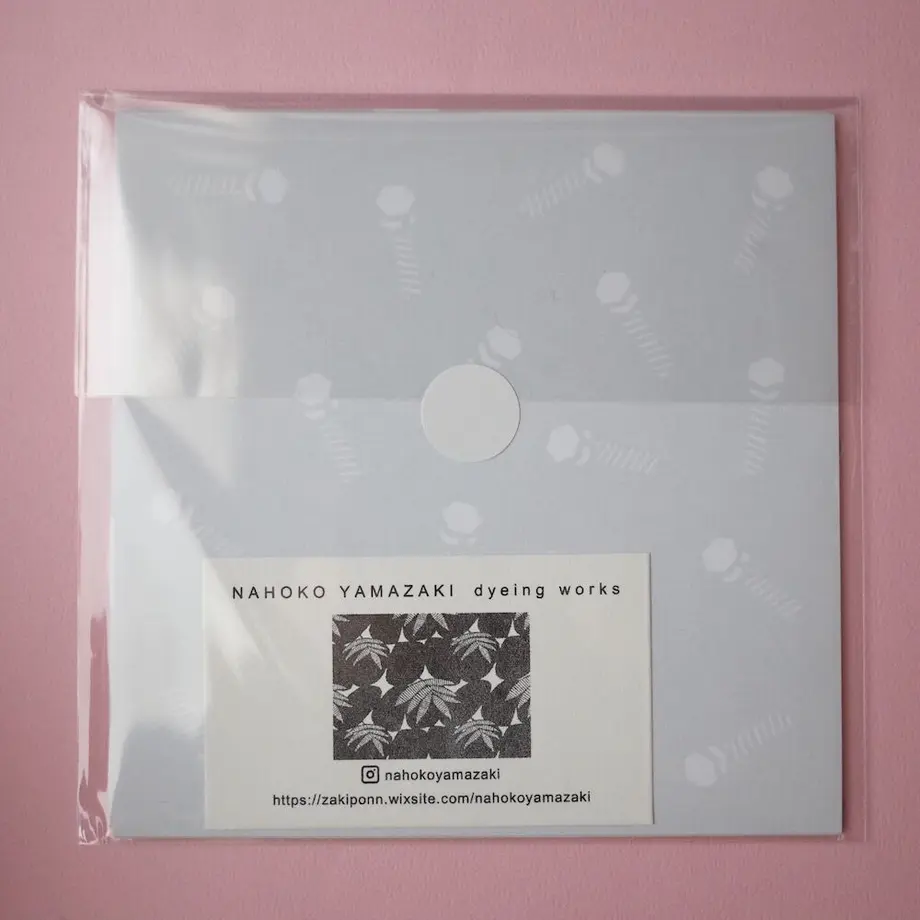 NAHOKO YAMAZAKI dyeing works
nahokoyamazaki
https://zakiponn.wixsite.com/nahokoyamazaki